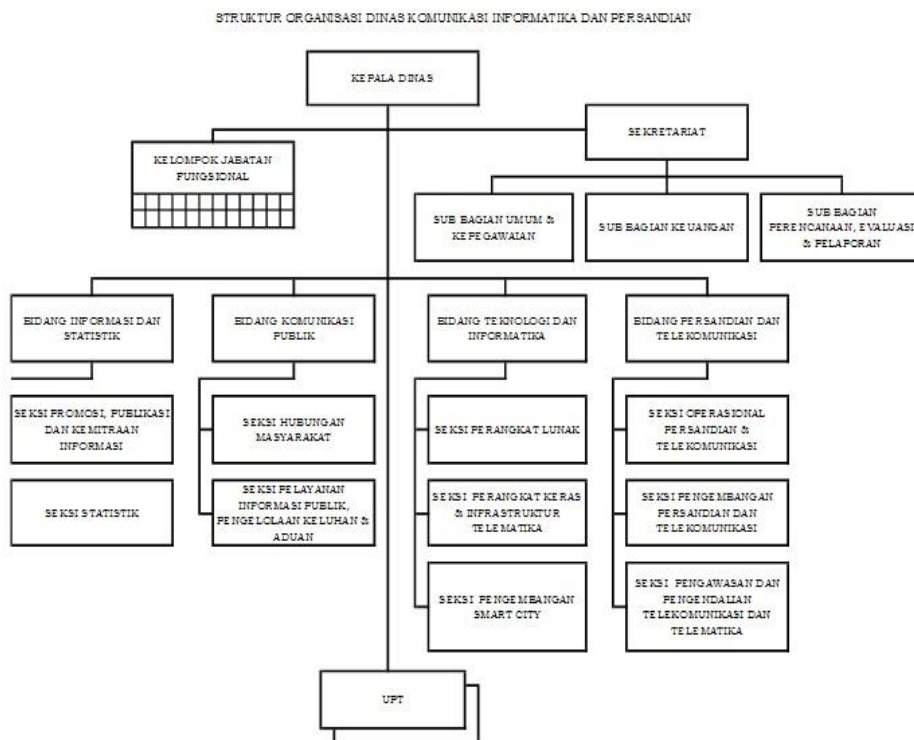 STRUKTUR ORGANISASI DINAS KOMUNIKASI INFORMATIKA DAN PERSANDIAN
KEPALA DINAS
SEKRETARIAT
KELOMPOK JABATAN
FUNGSIONAL
SUB BAGIAN UMUM &
KEPEGAWAIAN
SUB BAGIAN KEUANGAN
SUB BAGIAN
PERENCANAAN, EVALUASI
& PELAPORAN
BIDANG INFORMASI DAN
STATISTIK
BIDANG KOMUNIKASI
PUBLIK
BIDANG TEKNOLOGI DAN
INFORMATIKA
BIDANG PERSANDIAN DAN
TELEKOMUNIKASI
SEKSI PROMOSI, PUBLIKASI
DAN KEMITRAAN
INFORMASI
SEKSI HUBUNGAN
MASYARAKAT
SEKSI PERANGKAT LUNAK
SEKSI OPERASIONAL
PERSANDIAN &
TELEKOMUNIKASI
SEKSI STATISTIK
SEKSI PELAYANAN
INFORMASI PUBLIK,
PENGELOLAAN KELUHAN &
ADUAN
SEKSI PERANGKAT KERAS
& INFRASTRUKTUR
TELEMATIKA
SEKSI PENGEMBANGAN
PERSANDIAN DAN
TELEKOMUNIKASI
SEKSI PENGEMBANGAN
SMART CITY
SEKSI PENGAWASAN DAN
PENGENDALIAN
TELEKOMUNIKASI DAN
TELEMATIKA
UPT